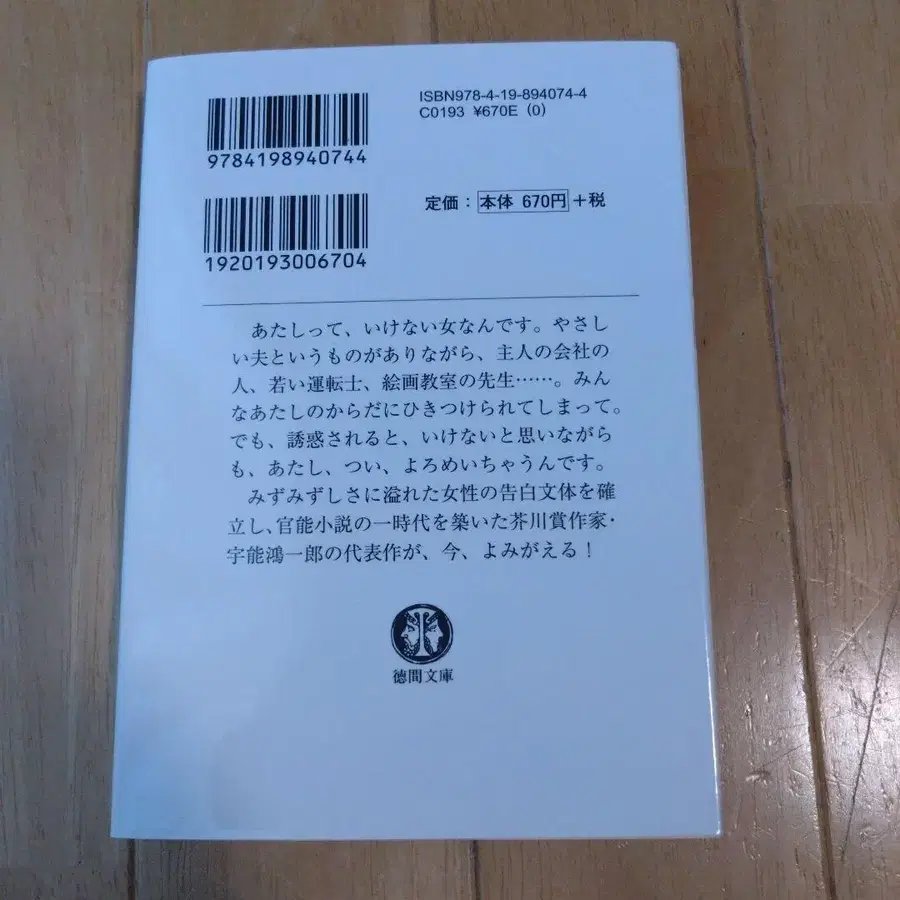 ISBN978-4-19-894074-4
C0193 ¥670E (0)
9784198940744
定価：本体 670円＋税
1920193006704
あたしって、いけない女なんです。やさし
い夫というものがありながら、主人の会社の
人、若い運転士、絵画教室の先生……。みん
なあたしのからだにひきつけられてしまって。
でも、誘惑されると、いけないと思いながら
も、あたし、つい、よろめいちゃうんです。
みずみずしさに溢れた女性の告白文体を確
立し、官能小説の一時代を築いた芥川賞作家・
宇能鴻一郎の代表作が、今、よみがえる！
徳間文庫